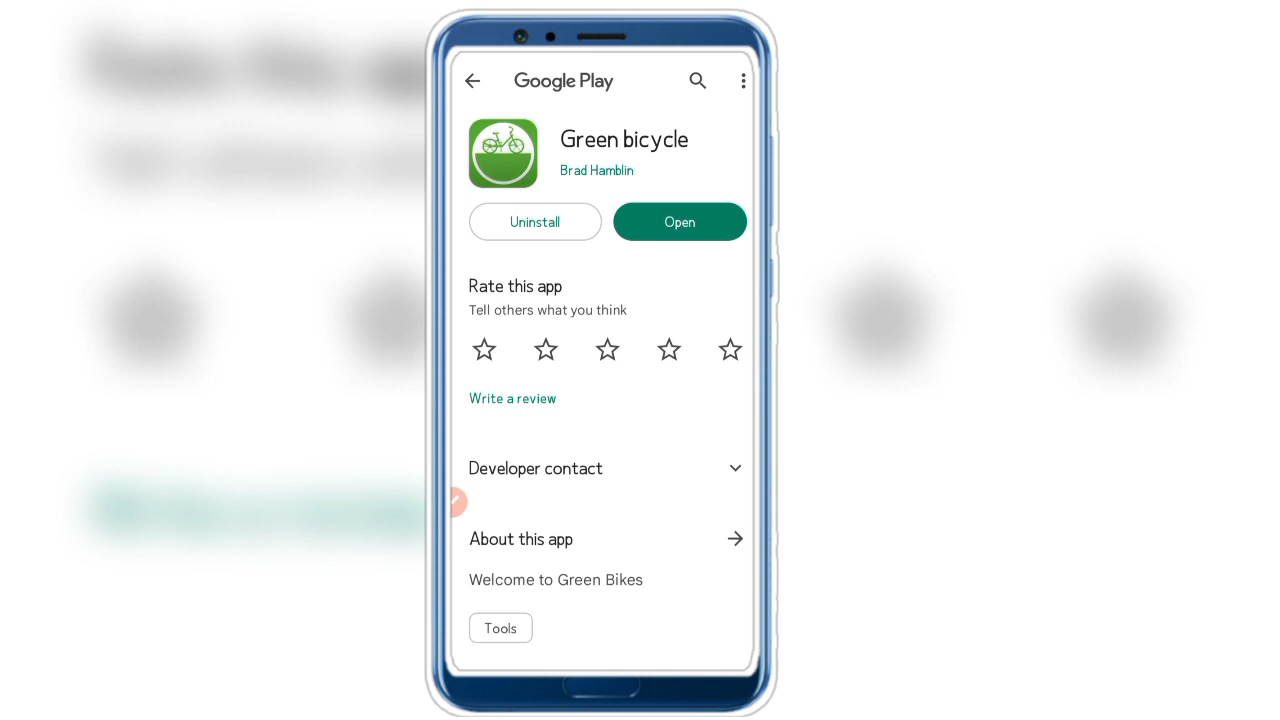 Google Play
Green bicycle
Brad Hamblin
Uninstall
Open
Rate this app
Tell others what you think
Write a review
Developer contact
About this app
Welcome to Green Bikes
Tools